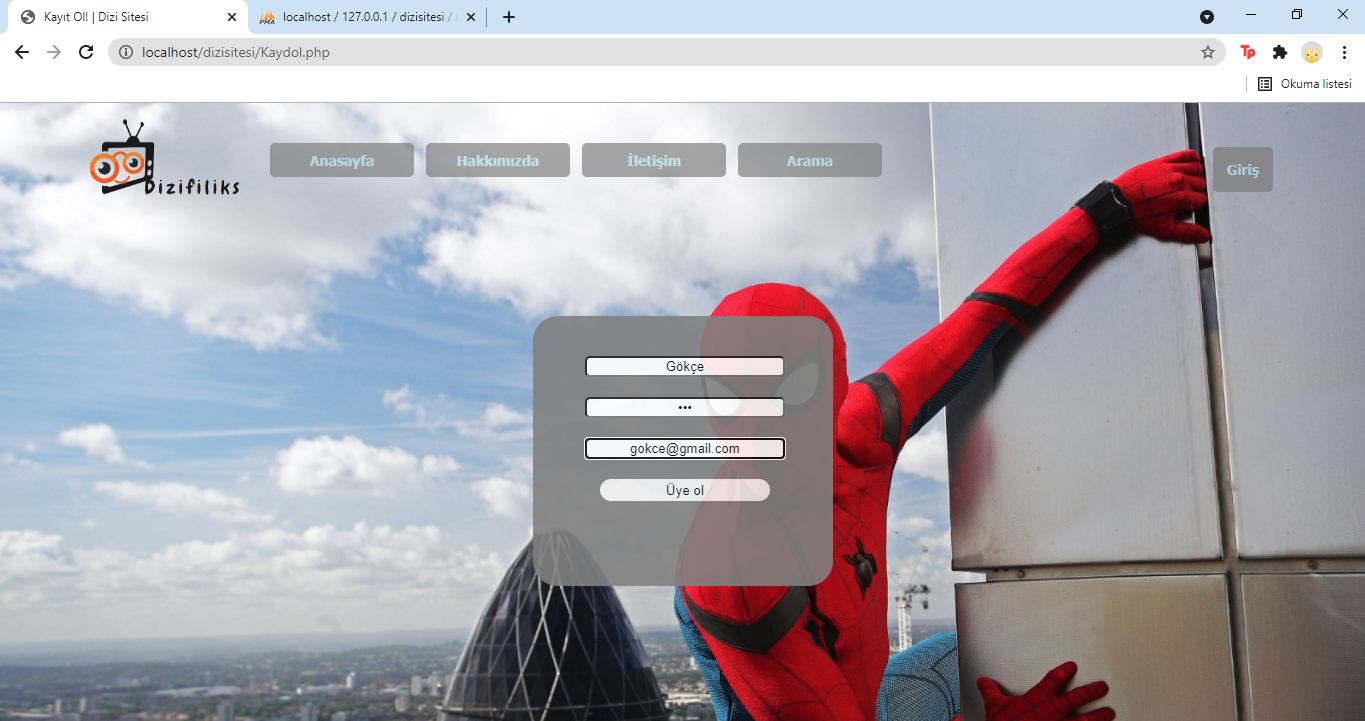 Kayıt Ol! | Dizi Sitesi
localhost / 127.0.0.1 / dizisitesi /
localhost/dizisitesi/Kaydol.php
Tp
Okuma listesi
Dizifiliks
Anasayfa
Hakkımızda
İletişim
Arama
Giriş
Gökçe
•••
gokce@gmail.com
Üye ol